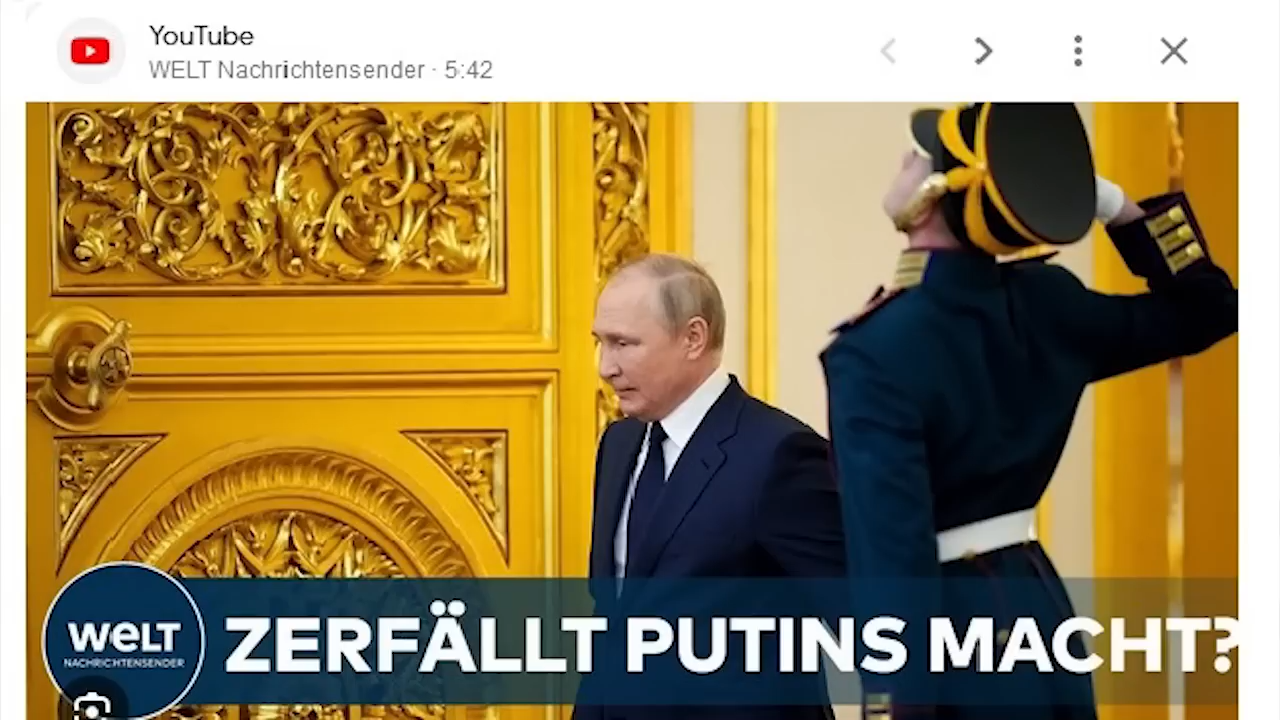 YouTube
WELT Nachrichtensender · 5:42
WELT
NACHRICHTENSENDER
ZERFÄLLT PUTINS MACHT?